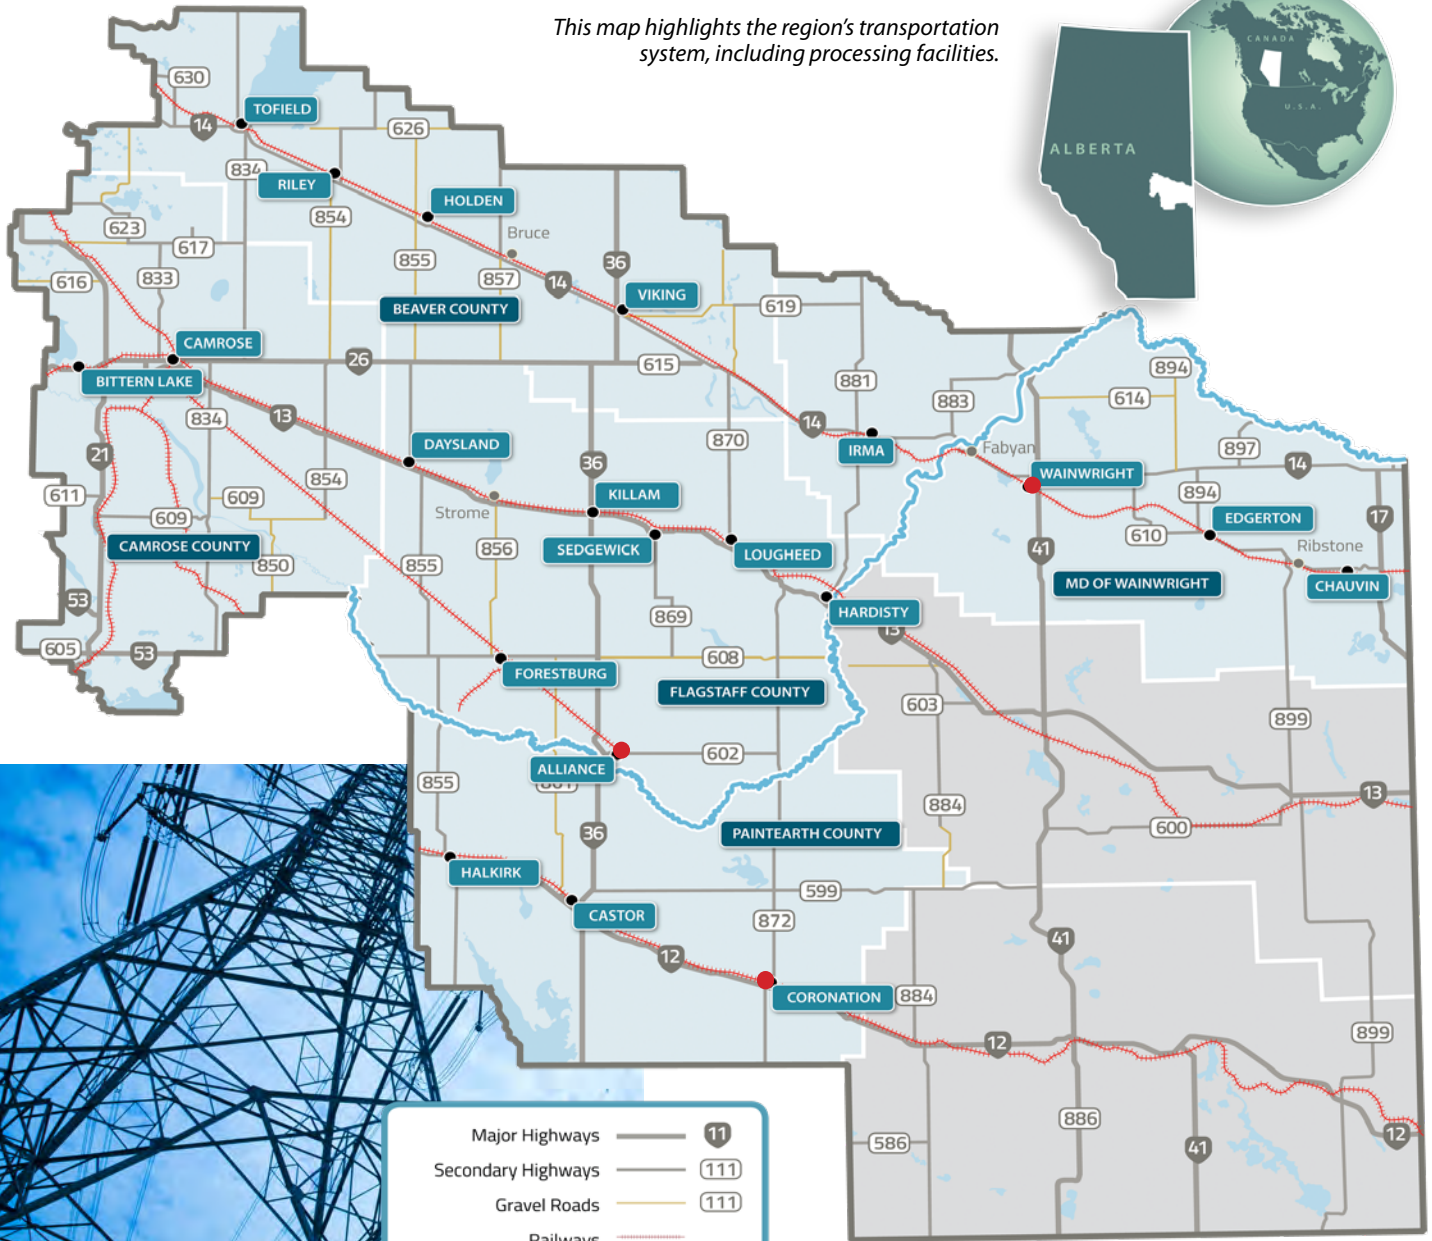 This map highlights the region's transportation
system, including processing facilities.
CANADA
U.S.A.
ALBERTA
630
TOFIELD
14
626
834
RILEY
HOLDEN
854
623
617
Bruce
855
857
36
616
833
14
VIKING
BEAVER COUNTY
619
CAMROSE
26
615
BITTERN LAKE
881
894
883
614
834
13
14
870
IRMA
Fabyan
897
DAYSLAND
21
36
14
WAINWRIGHT
854
611
609
KILLAM
894
Strome
EDGERTON
17
609
610
CAMROSE COUNTY
856
SEDGEWICK
LOUGHEED
41
Ribstone
850
855
MD OF WAINWRIGHT
CHAUVIN
53
869
HARDISTY
13
605
53
608
FORESTBURG
FLAGSTAFF COUNTY
603
899
602
ALLIANCE
855
861
13
884
36
PAINTEARTH COUNTY
600
HALKIRK
599
CASTOR
872
41
12
CORONATION
884
899
12
886
12
Major Highways
11
586
41
Secondary Highways
111
Gravel Roads
111
Railways